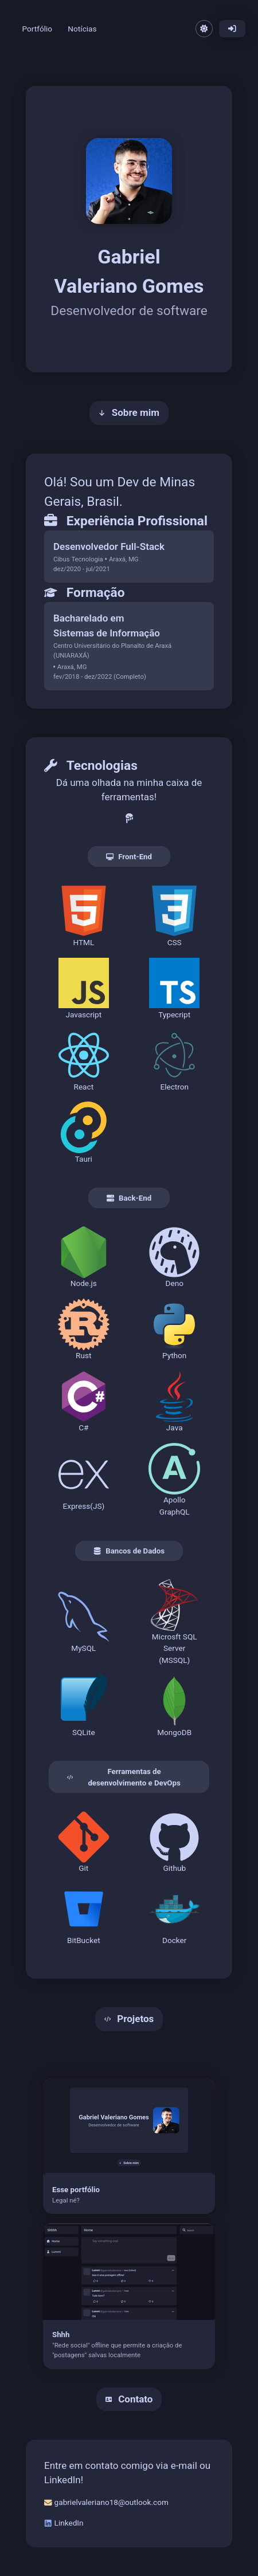 Portfólio Notícias
Gabriel
Valeriano Gomes
Desenvolvedor de software
Sobre mim
Olá! Sou um Dev de Minas
Gerais, Brasil.
Experiência Profissional
Desenvolvedor Full-Stack
Cibus Tecnologia • Araxá, MG
dez/2020 - jul/2021
Formação
Bacharelado em
Sistemas de Informação
Centro Universitário do Planalto de Araxá
(UNIARAXÁ)
• Araxá, MG
fev/2018 - dez/2022 (Completo)
Tecnologias
Dá uma olhada na minha caixa de
ferramentas!
Front-End
HTML CSS
JS TS
Javascript Typecript
React Electron
Tauri
Back-End
Node.js Deno
Rust Python
C#
C# Java
ex
Express(JS) Apollo
GraphQL
Bancos de Dados
MySQL Microsft SQL
Server
(MSSQL)
SQLite MongoDB
Ferramentas de
desenvolvimento e DevOps
Git Github
BitBucket Docker
Projetos
Gabriel Valeriano Gomes
Desenvolvedor de software
Sobre mim
Esse portfólio
Legal né?
Home
Shhh
"Rede social" offline que permite a criação de
"postagens" salvas localmente
Contato
Entre em contato comigo via e-mail ou
LinkedIn!
gabrielvaleriano18@outlook.com
LinkedIn